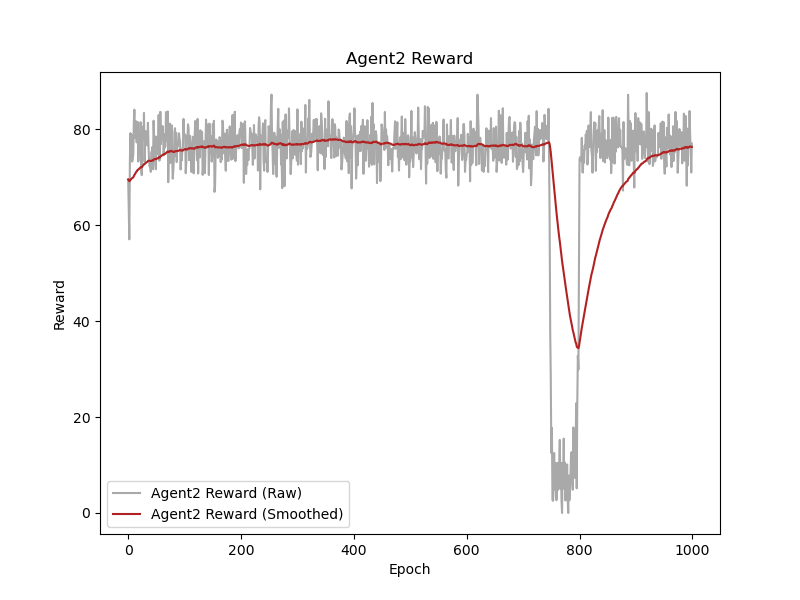 Agent2 Reward
80
60
40
20
0
Reward
Agent2 Reward (Raw)
Agent2 Reward (Smoothed)
0 200 400 600 800 1000
Epoch